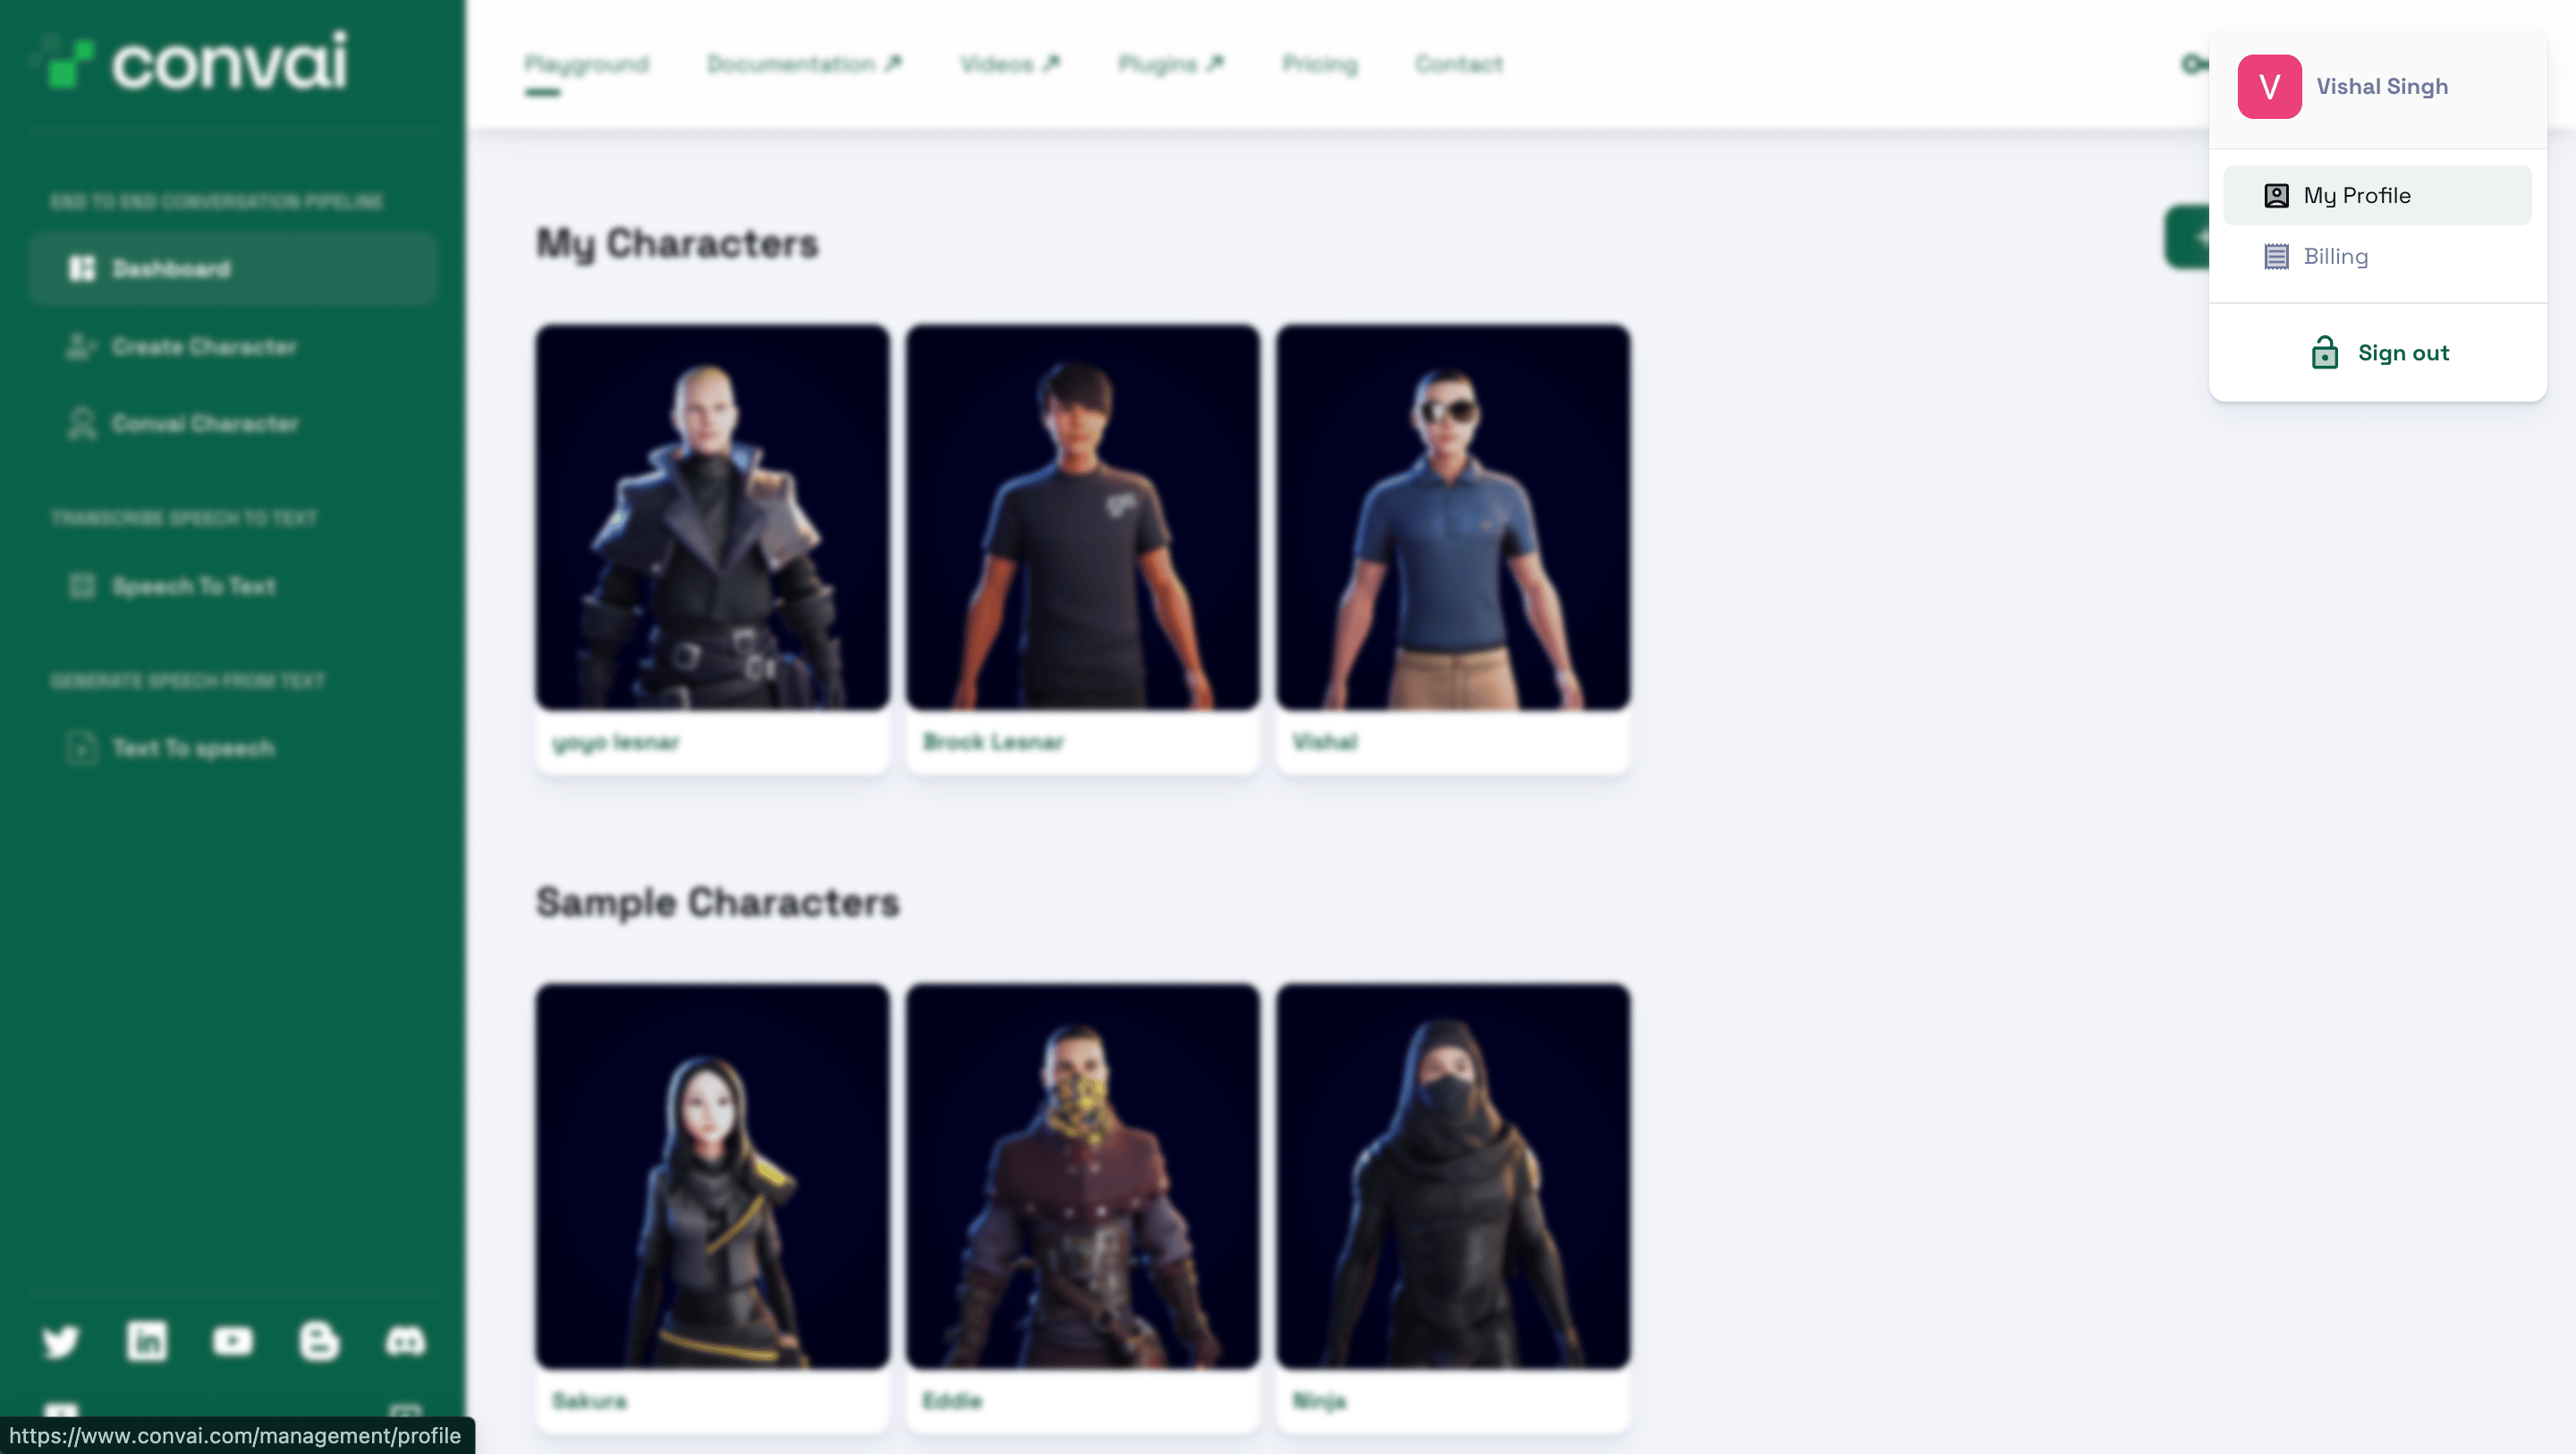 convai
Playground
Documentation ↗
Videos ↗
Plugins ↗
Pricing
Contact
V
Vishal Singh
My Profile
Billing
Sign out
END TO END CONVERSATION PIPELINE
Dashboard
Create Character
Convai Character
TRANSCRIBE SPEECH TO TEXT
Speech To Text
GENERATE SPEECH FROM TEXT
Text To speech
My Characters
yoyo lesnar
Brock Lesnar
Vishal
Sample Characters
Sakura
Eddie
Ninja
https://www.convai.com/management/profile